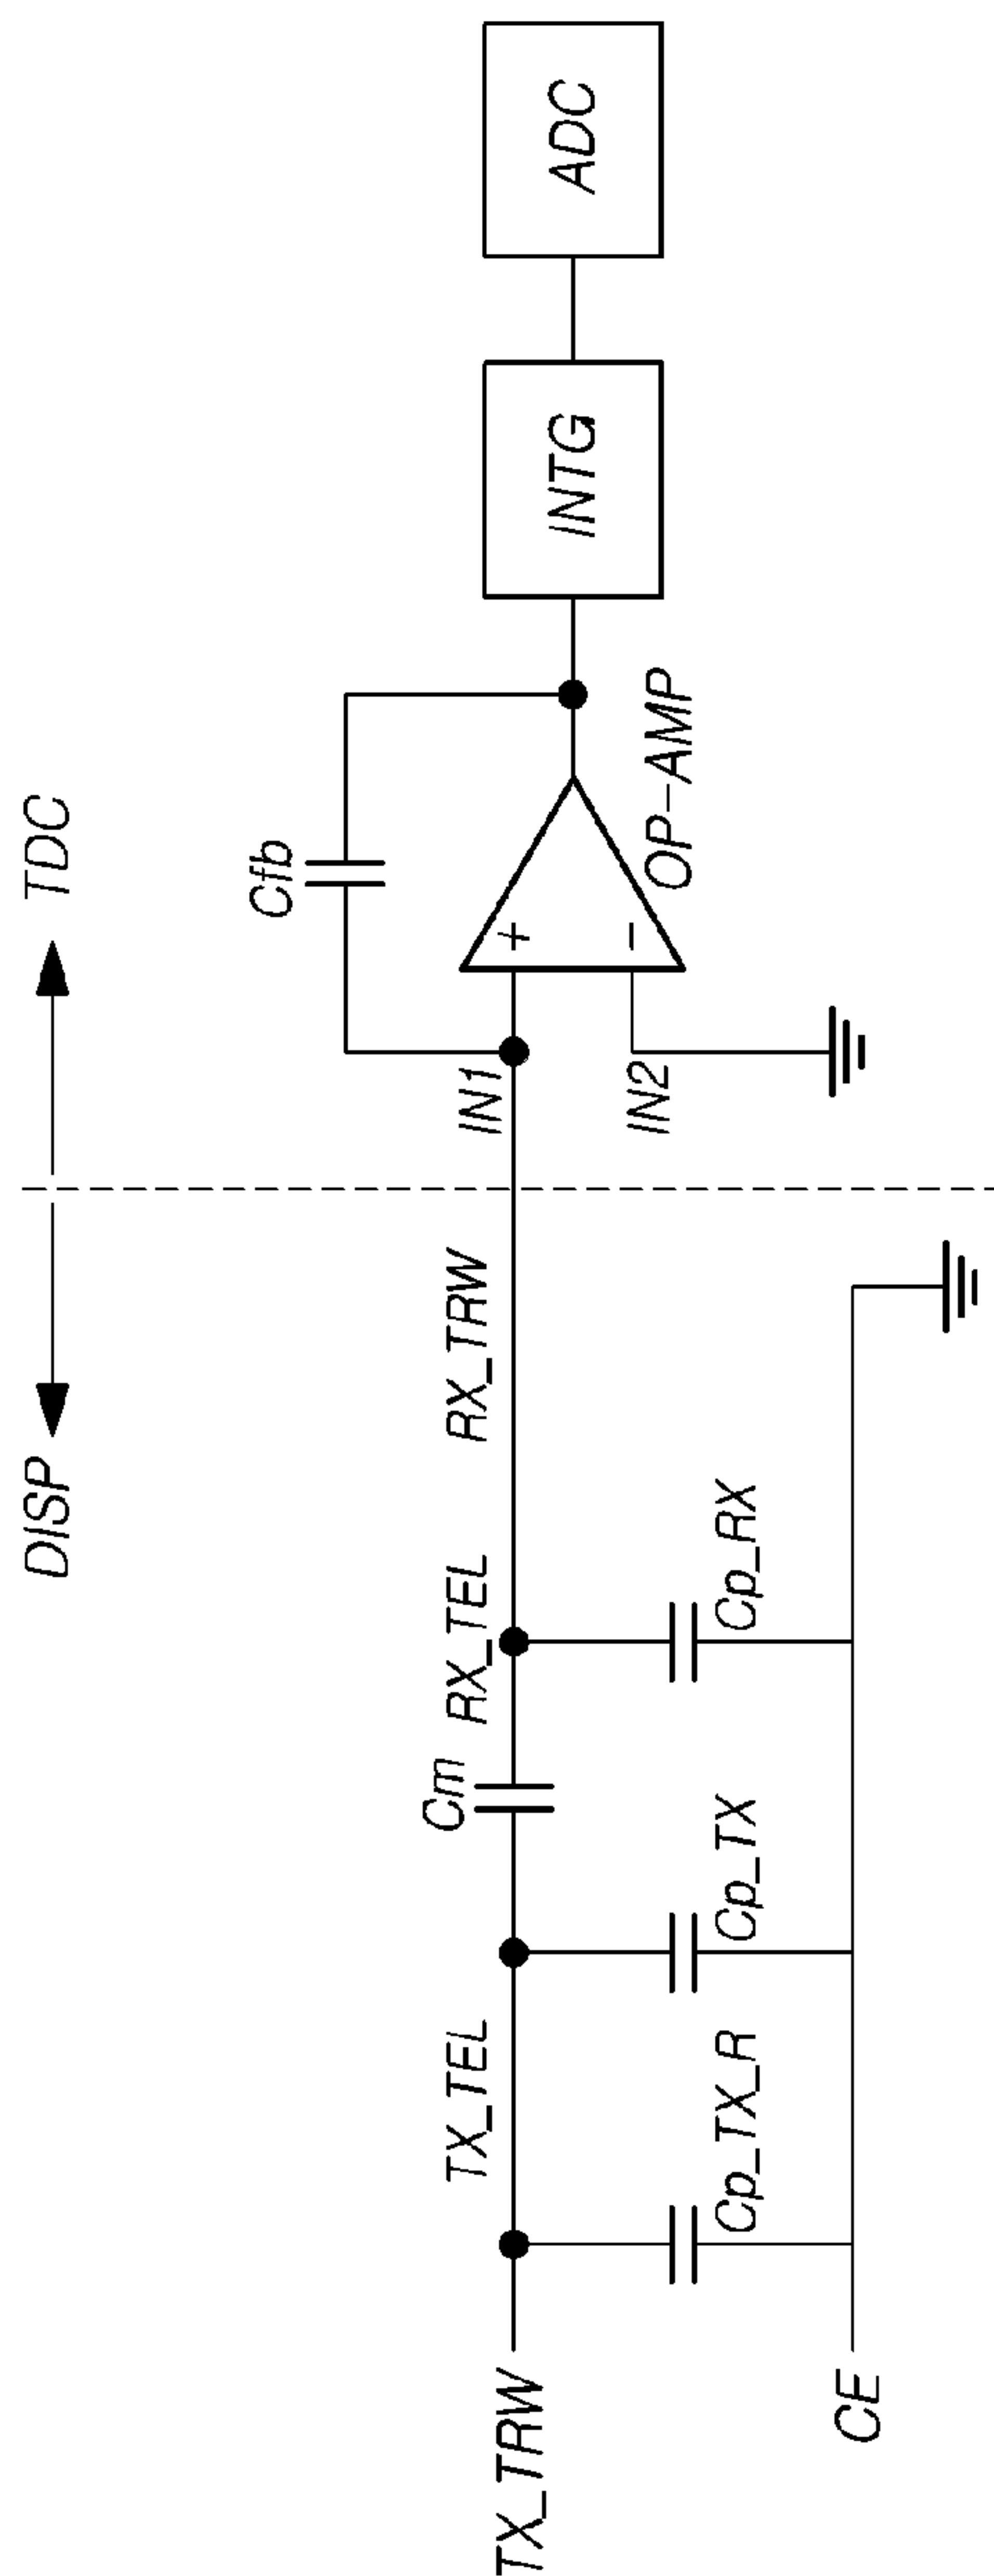 DISP
TDC
Cfb
TX_TRW
TX_TEL
Cm
RX_TEL
RX_TRW
IN1
+
−
IN2
OP−AMP
INTG
ADC
Cp_TX_R
Cp_TX
Cp_RX
CE